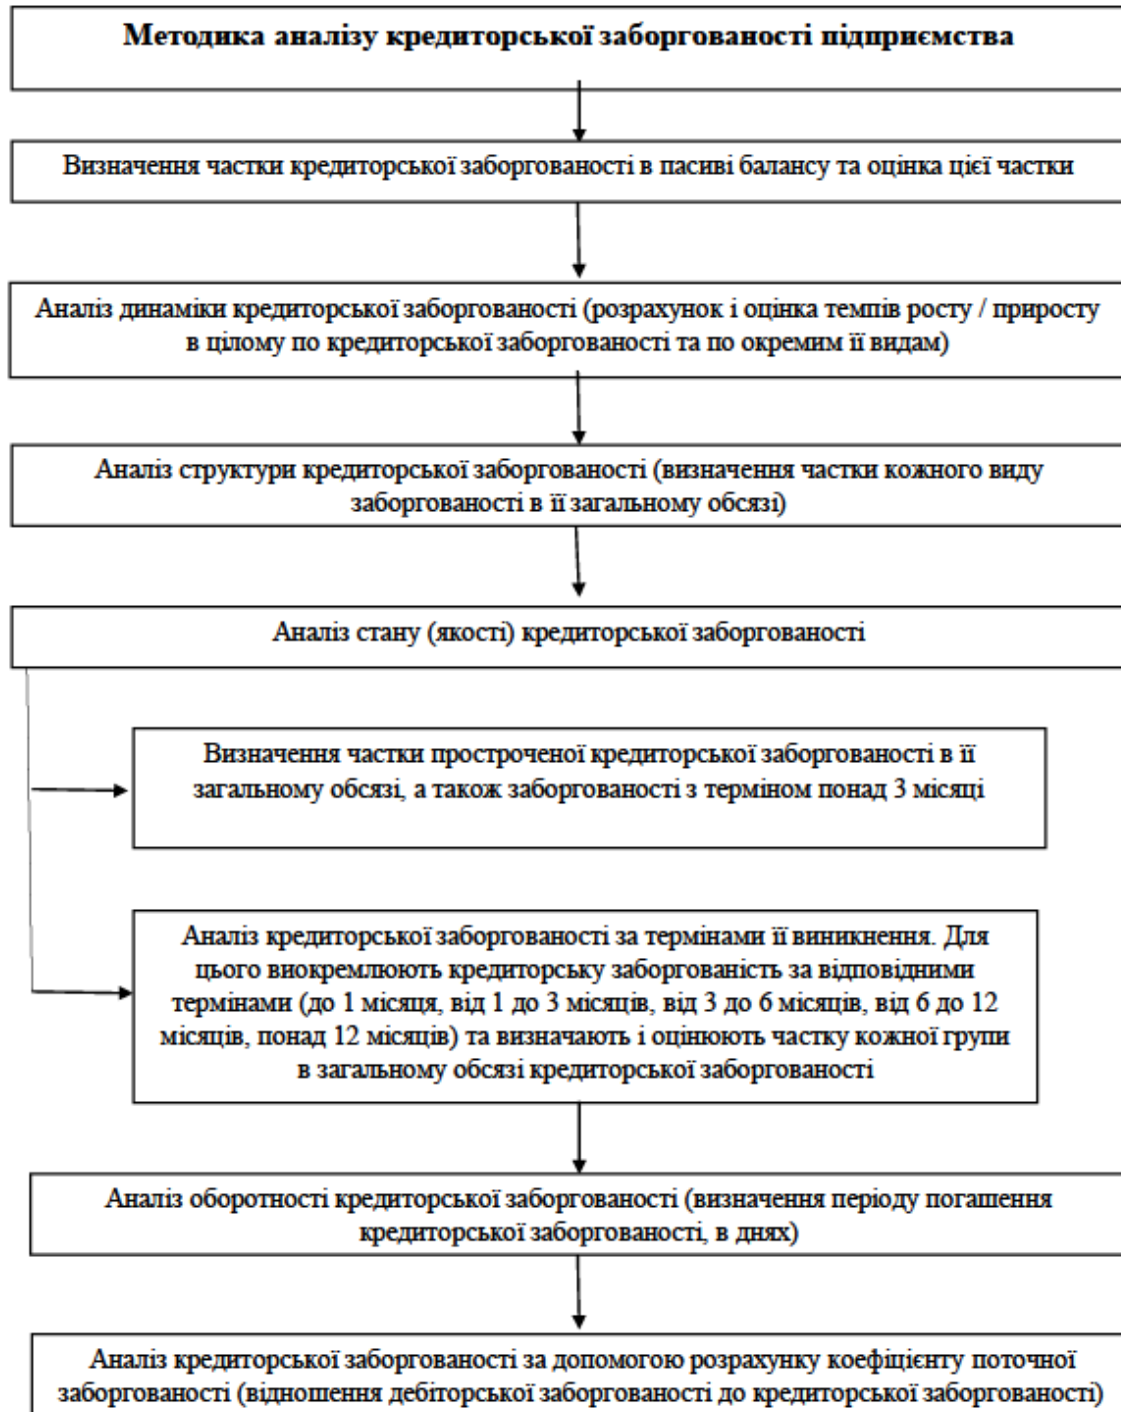 Методика аналізу кредиторської заборгованості підприємства
Визначення частки кредиторської заборгованості в пасиві балансу та оцінка цієї частки
Аналіз динаміки кредиторської заборгованості (розрахунок і оцінка темпів росту / приросту
в цілому по кредиторської заборгованості та по окремим її видам)
Аналіз структури кредиторської заборгованості (визначення частки кожного виду
заборгованості в її загальному обсязі)
Аналіз стану (якості) кредиторської заборгованості
Визначення частки простроченої кредиторської заборгованості в її
загальному обсязі, а також заборгованості з терміном понад 3 місяці
Аналіз кредиторської заборгованості за термінами її виникнення. Для
цього виокремлюють кредиторську заборгованість за відповідними
термінами (до 1 місяця, від 1 до 3 місяців, від 3 до 6 місяців, від 6 до 12
місяців, понад 12 місяців) та визначають і оцінюють частку кожної групи
в загальному обсязі кредиторської заборгованості
Аналіз оборотності кредиторської заборгованості (визначення періоду погашення
кредиторської заборгованості, в днях)
Аналіз кредиторської заборгованості за допомогою розрахунку коефіцієнту поточної
заборгованості (відношення дебіторської заборгованості до кредиторської заборгованості)